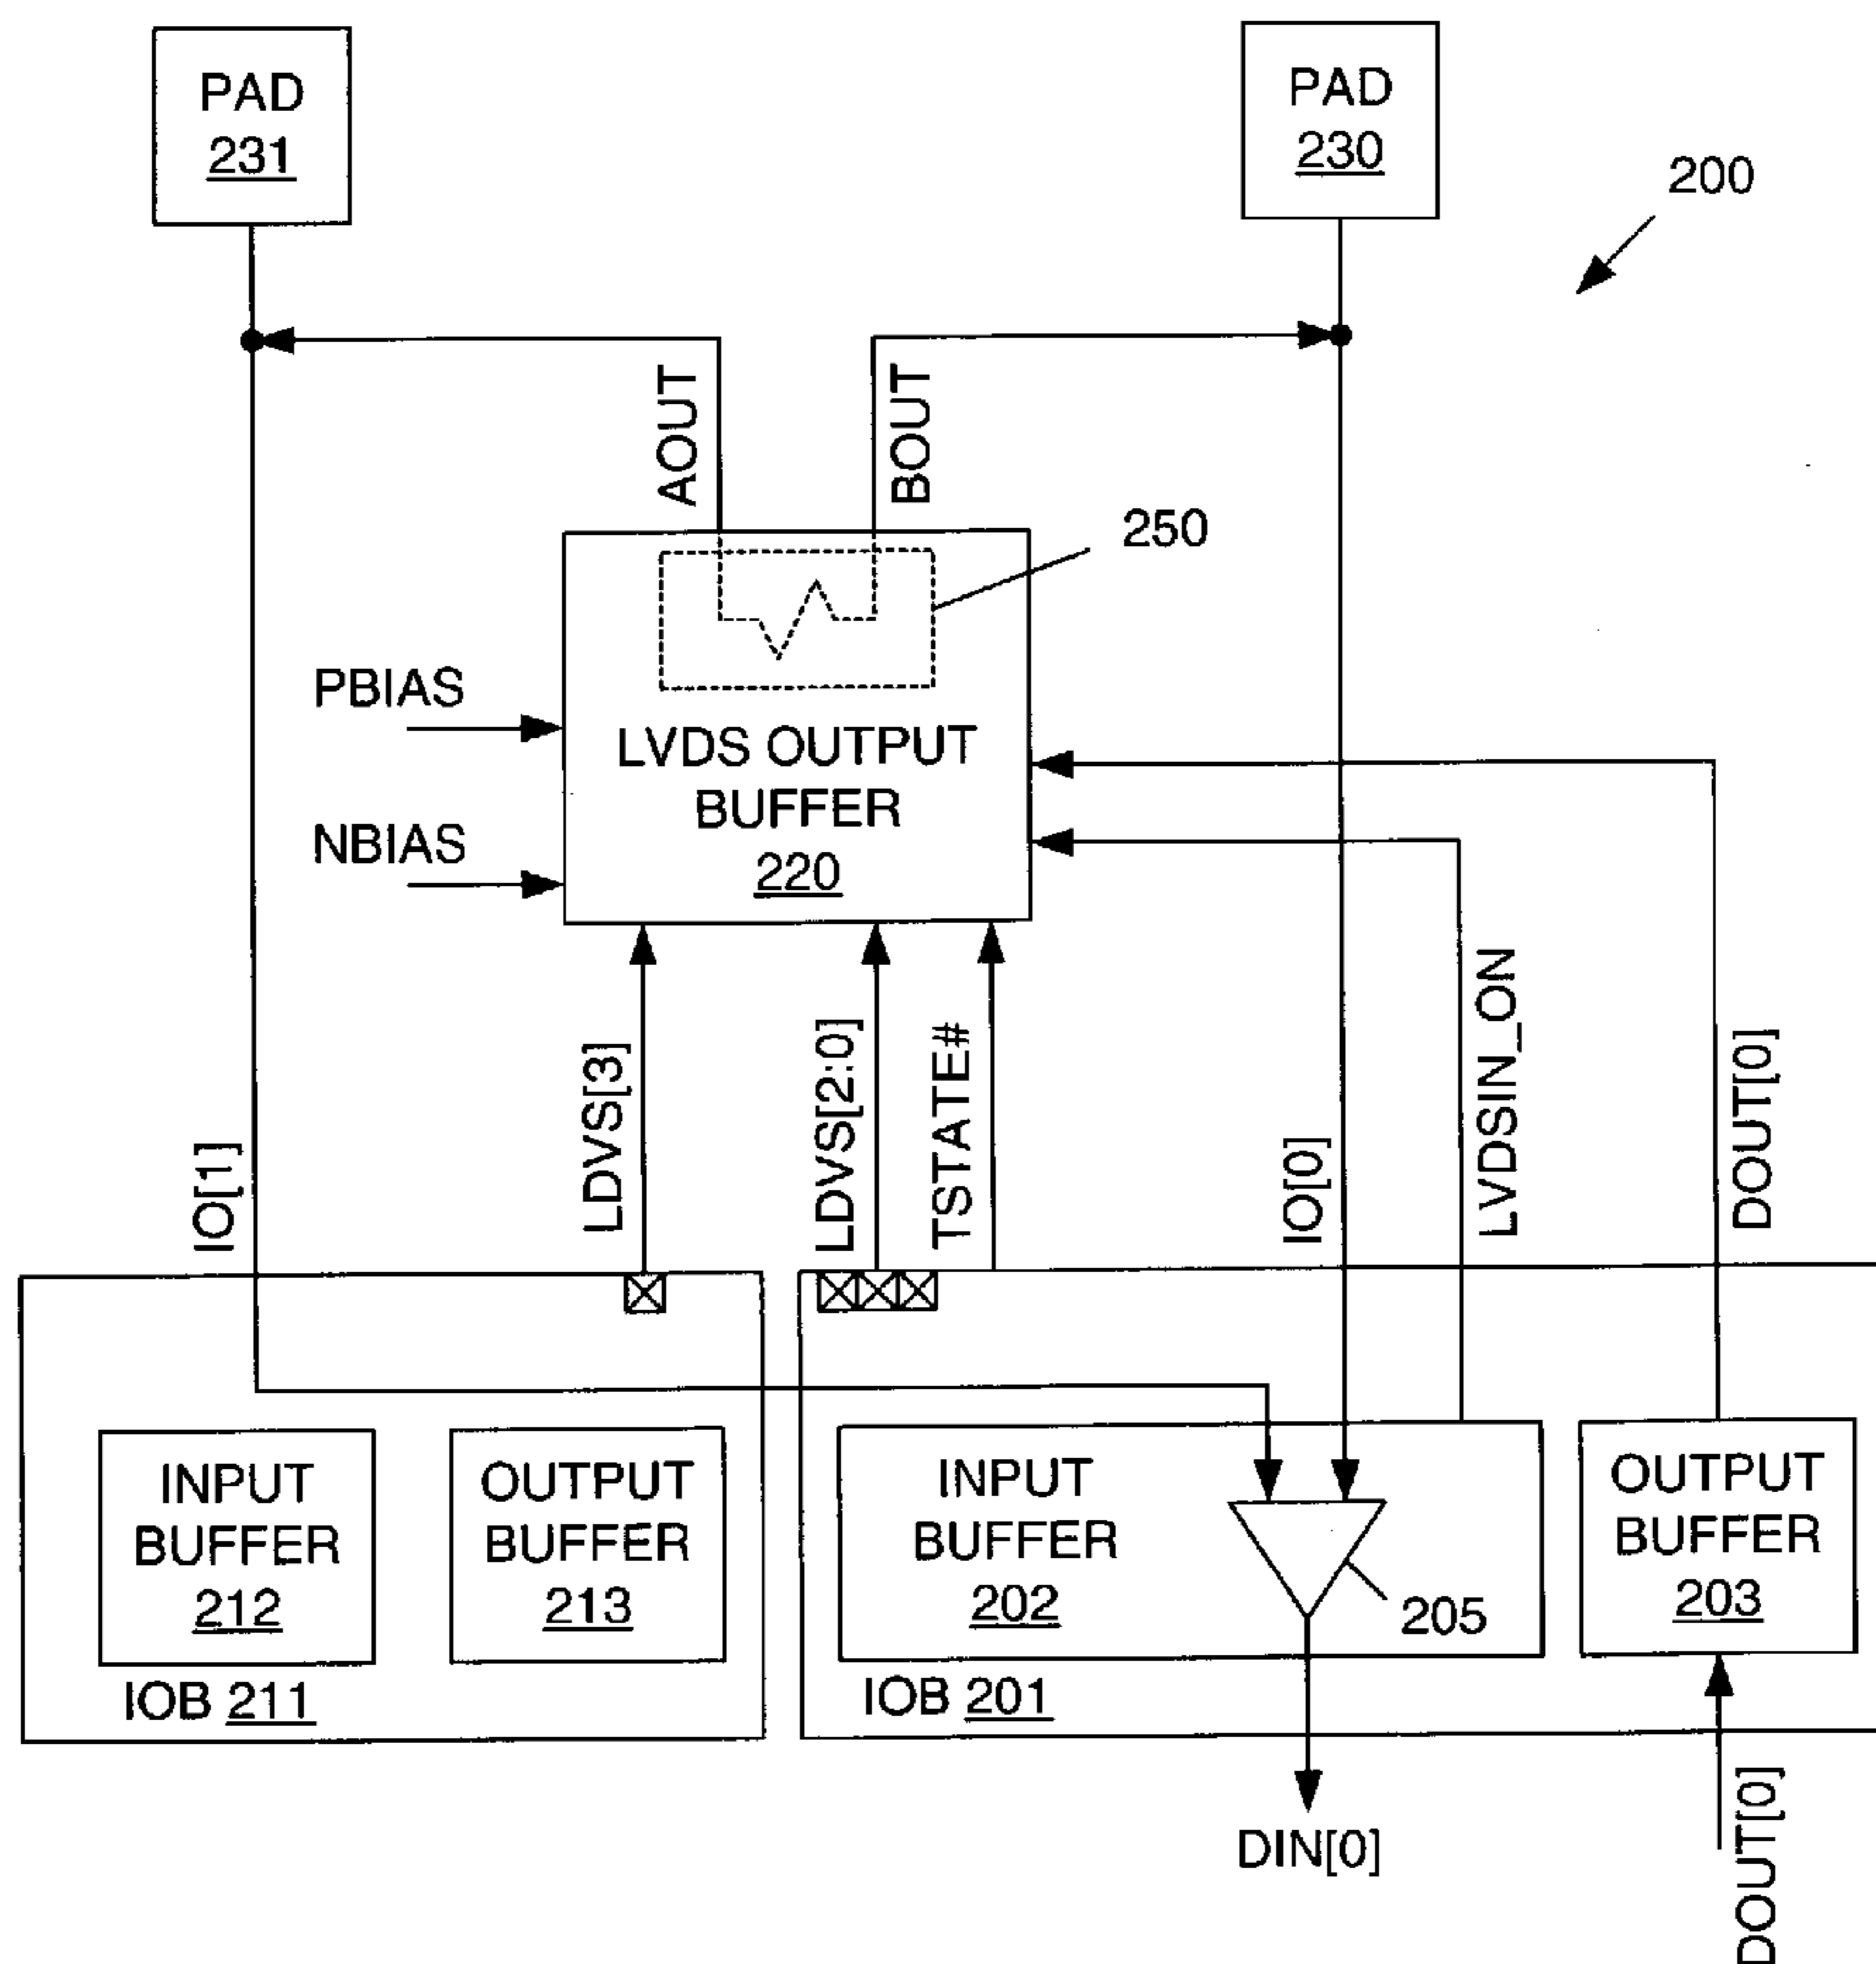 PAD
231
PAD
230
200
AOUT
BOUT
250
PBIAS
NBIAS
LVDS OUTPUT
BUFFER
220
IO[1]
LDVS[3]
LDVS[2:0]
TSTATE#
IO[0]
LVDSIN_ON
DOUT[0]
INPUT
BUFFER
212
OUTPUT
BUFFER
213
IOB 211
INPUT
BUFFER
202
205
OUTPUT
BUFFER
203
IOB 201
DIN[0]
DOUT[0]